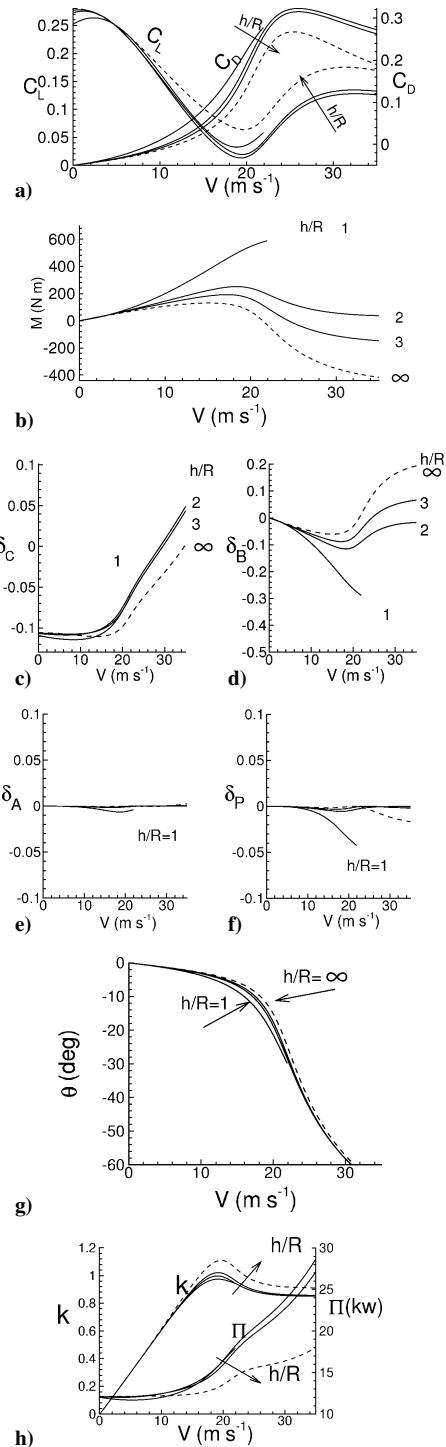 0.25
0.2
0.15
0.1
0.05
0
C_L^0
C_L
C_D
h/R
h/R
0.3
0.2
0.1
0
C_D
0 10 20 30
V (m s⁻¹)
a)
600
400
200
0
-200
-400
M (N m)
h/R 1
2
3
∞
0 10 20 30
V (m s⁻¹)
b)
0.1
0.05
0
-0.05
-0.1
δ_C
h/R
2
3
1
∞
0 10 20 30
V (m s⁻¹)
c)
0.2
0.1
0
-0.1
-0.2
-0.3
-0.4
-0.5
δ_B
h/R
∞
3
2
1
0 10 20 30
V (m s⁻¹)
d)
0.1
0.05
0
-0.05
-0.1
δ_A
h/R=1
0 10 20 30
V (m s⁻¹)
e)
0.1
0.05
0
-0.05
-0.1
δ_P
h/R=1
0 10 20 30
V (m s⁻¹)
f)
0
-10
-20
-30
-40
-50
-60
θ (deg)
h/R= ∞
h/R=1
0 10 20 30
V (m s⁻¹)
g)
1.2
1
0.8
0.6
0.4
0.2
0
k
k
h/R
Π
h/R
30
25
20
15
10
Π(kw)
0 10 20 30
V (m s⁻¹)
h)